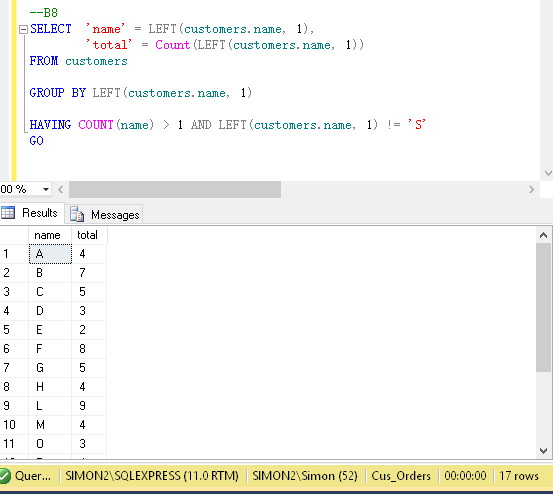 --B8
SELECT 'name' = LEFT(customers.name, 1),
'total' = Count(LEFT(customers.name, 1))
FROM customers
GROUP BY LEFT(customers.name, 1)
HAVING COUNT(name) > 1 AND LEFT(customers.name, 1) != 'S'
GO
00 %
Results Messages
name total
1 A 4
2 B 7
3 C 5
4 D 3
5 E 2
6 F 8
7 G 5
8 H 4
9 L 9
10 M 4
11 O 3
Quer... SIMON2\SQLEXPRESS (11.0 RTM) SIMON2\Simon (52) Cus_Orders 00:00:00 17 rows